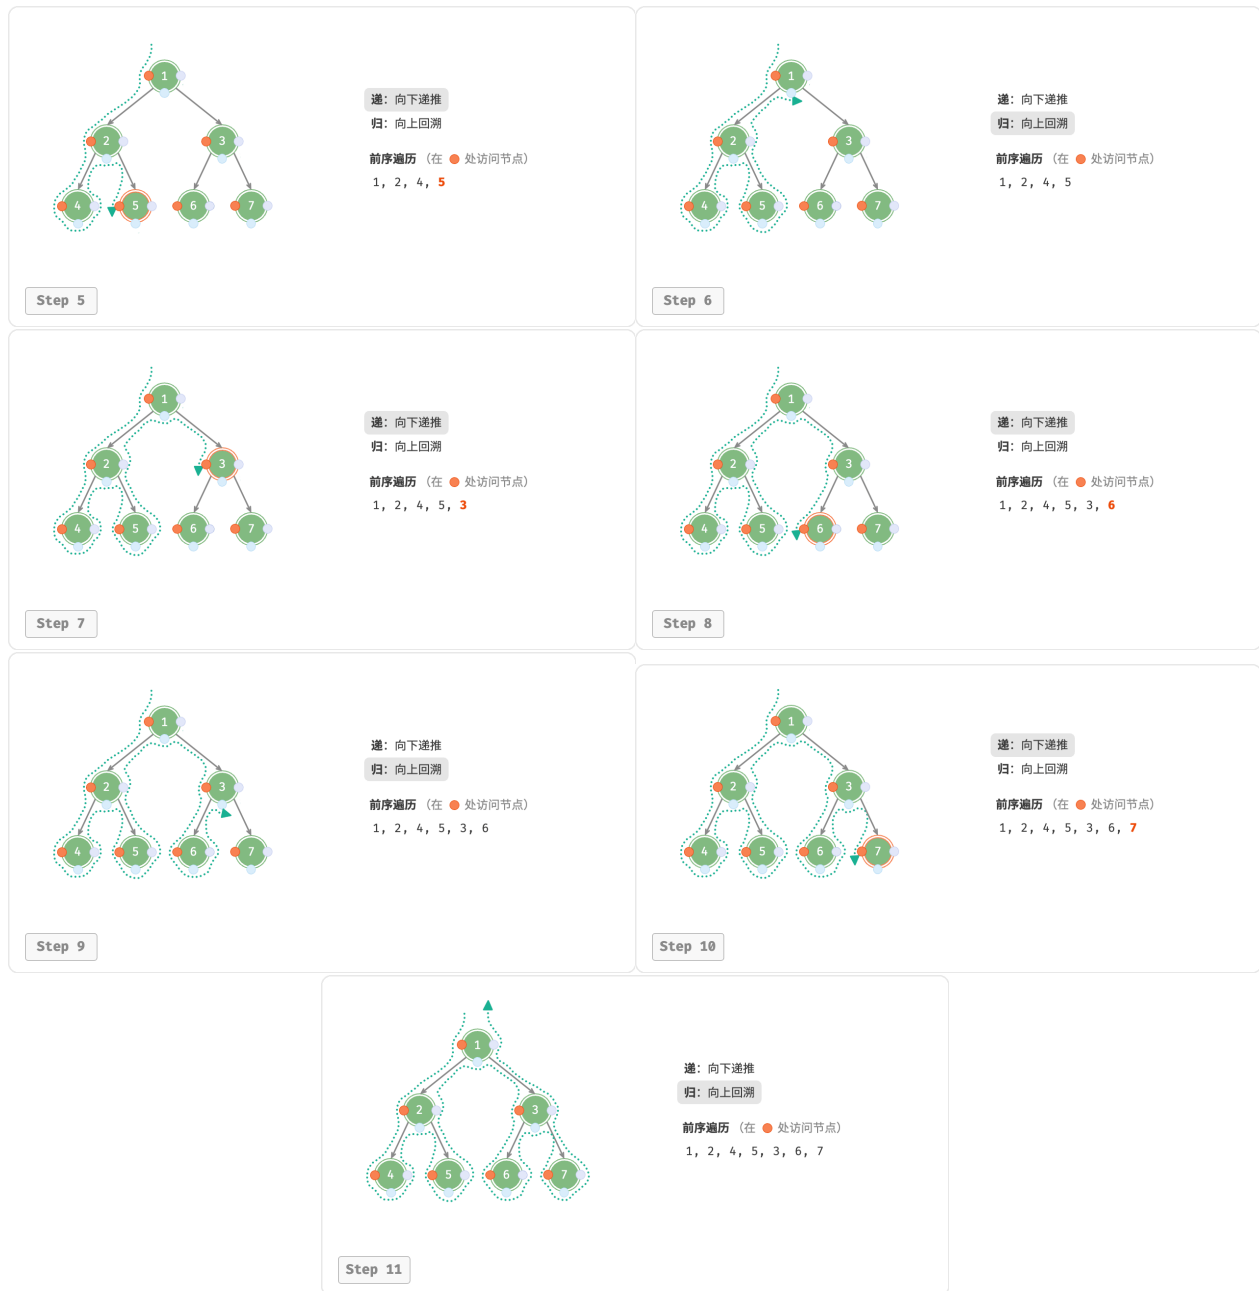 1
2
3
4
5
6
7
递：向下递推
归：向上回溯
前序遍历（在 处访问节点）
1, 2, 4, 5
Step 5
1
2
3
4
5
6
7
递：向下递推
归：向上回溯
前序遍历（在 处访问节点）
1, 2, 4, 5
Step 6
1
2
3
4
5
6
7
递：向下递推
归：向上回溯
前序遍历（在 处访问节点）
1, 2, 4, 5, 3
Step 7
1
2
3
4
5
6
7
递：向下递推
归：向上回溯
前序遍历（在 处访问节点）
1, 2, 4, 5, 3, 6
Step 8
1
2
3
4
5
6
7
递：向下递推
归：向上回溯
前序遍历（在 处访问节点）
1, 2, 4, 5, 3, 6
Step 9
1
2
3
4
5
6
7
递：向下递推
归：向上回溯
前序遍历（在 处访问节点）
1, 2, 4, 5, 3, 6, 7
Step 10
1
2
3
4
5
6
7
递：向下递推
归：向上回溯
前序遍历（在 处访问节点）
1, 2, 4, 5, 3, 6, 7
Step 11